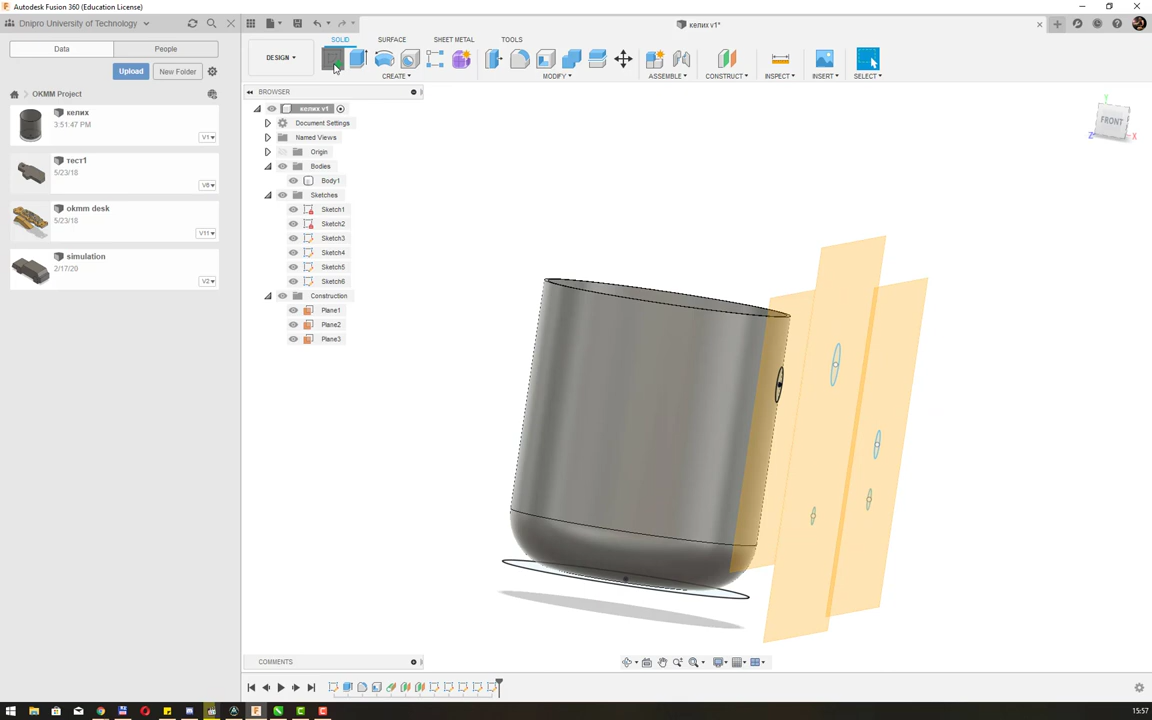 Autodesk Fusion 360 (Education License)
Dnipro University of Technology
келих v1*
Data
People
SOLID
SURFACE
SHEET METAL
TOOLS
DESIGN
CREATE
MODIFY
ASSEMBLE
CONSTRUCT
INSPECT
INSERT
SELECT
Upload
New Folder
OKMM Project
келих
3:51:47 PM
V1
тест1
5/23/18
V6
okmm desk
5/23/18
V11
simulation
2/17/20
V2
BROWSER
келих v1
Document Settings
Named Views
Origin
Bodies
Body1
Sketches
Sketch1
Sketch2
Sketch3
Sketch4
Sketch5
Sketch6
Construction
Plane1
Plane2
Plane3
Y
FRONT
Z
X
COMMENTS
15:57